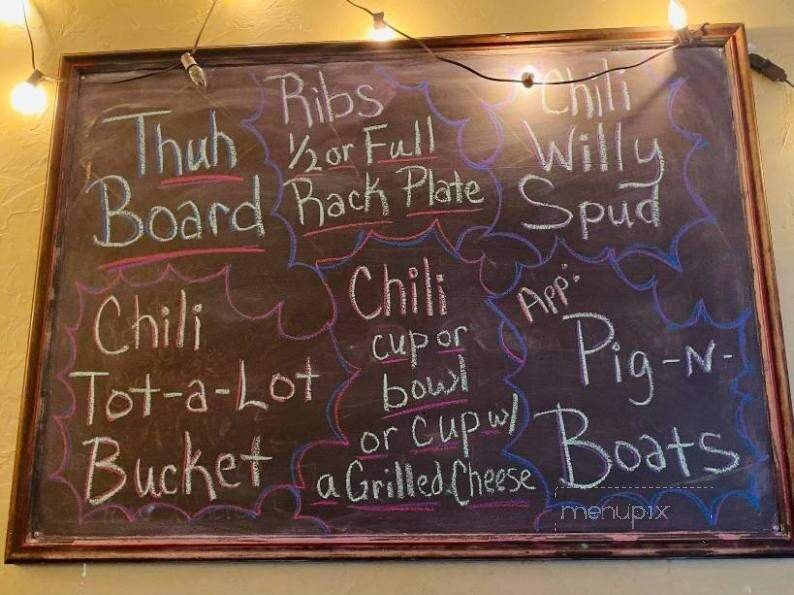 Thuh
Board
Ribs
1/2 or Full
Rack Plate
Chili
Willy
Spud
Chili
Tot-a-Lot
Bucket
Chili
cup or
bowl
or cup w/
a Grilled Cheese
App:
Pig-N-
Boats
menupix